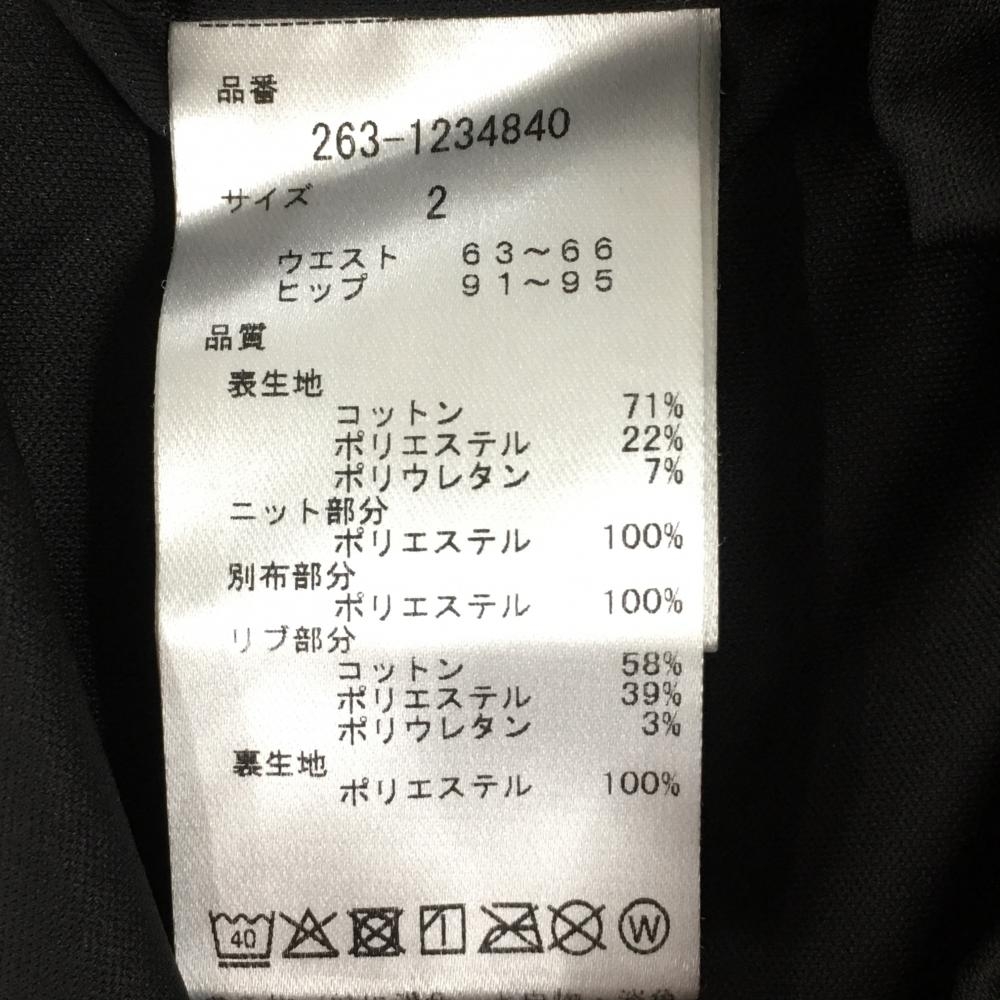 品番
263-1234840
サイズ 2
ウエスト 63～66
ヒップ 91～95
品質
表生地
コットン 71%
ポリエステル 22%
ポリウレタン 7%
ニット部分
ポリエステル 100%
別布部分
ポリエステル 100%
リブ部分
コットン 58%
ポリエステル 39%
ポリウレタン 3%
裏生地
ポリエステル 100%
40 W